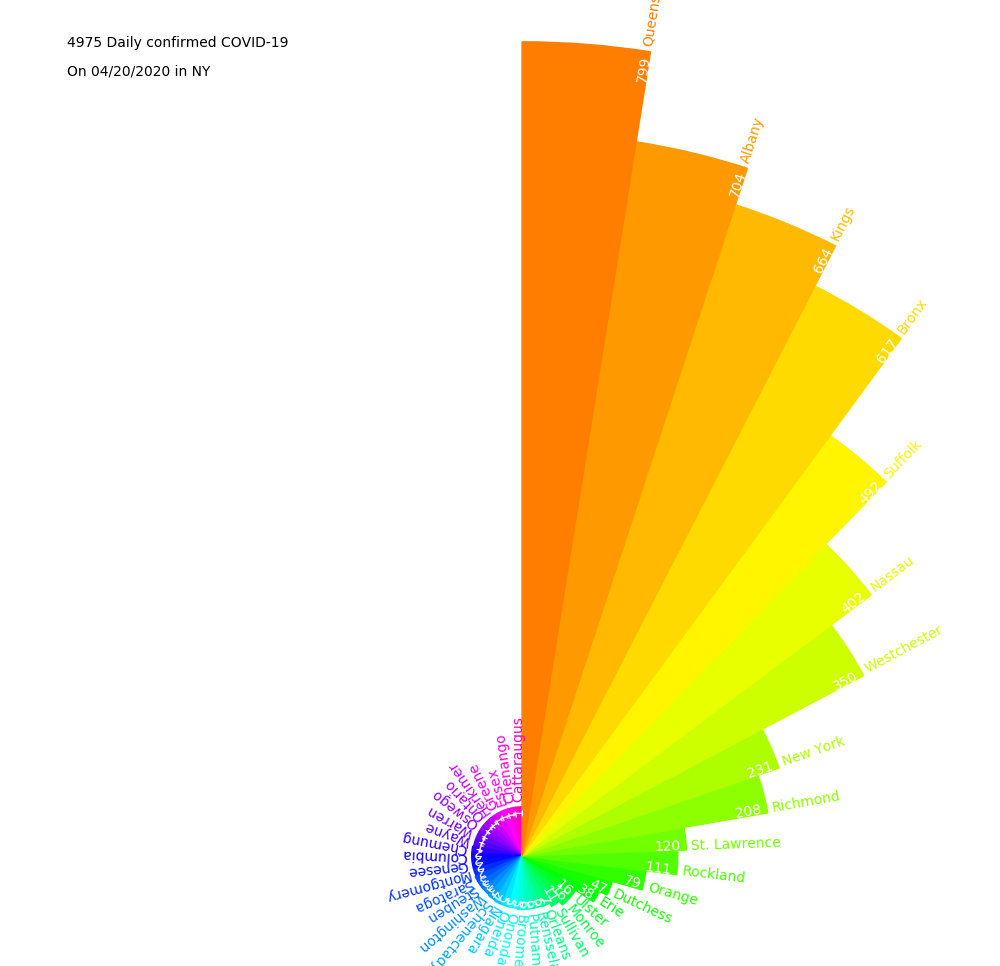 4975 Daily confirmed COVID-19
On 04/20/2020 in NY
Queens
799
Albany
704
Kings
664
Bronx
617
Suffolk
492
Nassau
402
Westchester
350
New York
231
Richmond
208
St. Lawrence
120
Rockland
111
Orange
79
Dutchess
47
Erie
Ulster
Monroe
16
Sullivan
Orleans
Putnam
Broome
Oneida
Niagara
Steuben
Saratoga
Montgomery
Genesee
Columbia
Chemung
Wayne
Warren
Oswego
Ontario
Herkimer
Greene
Essex
Chenango
Cattaraugus